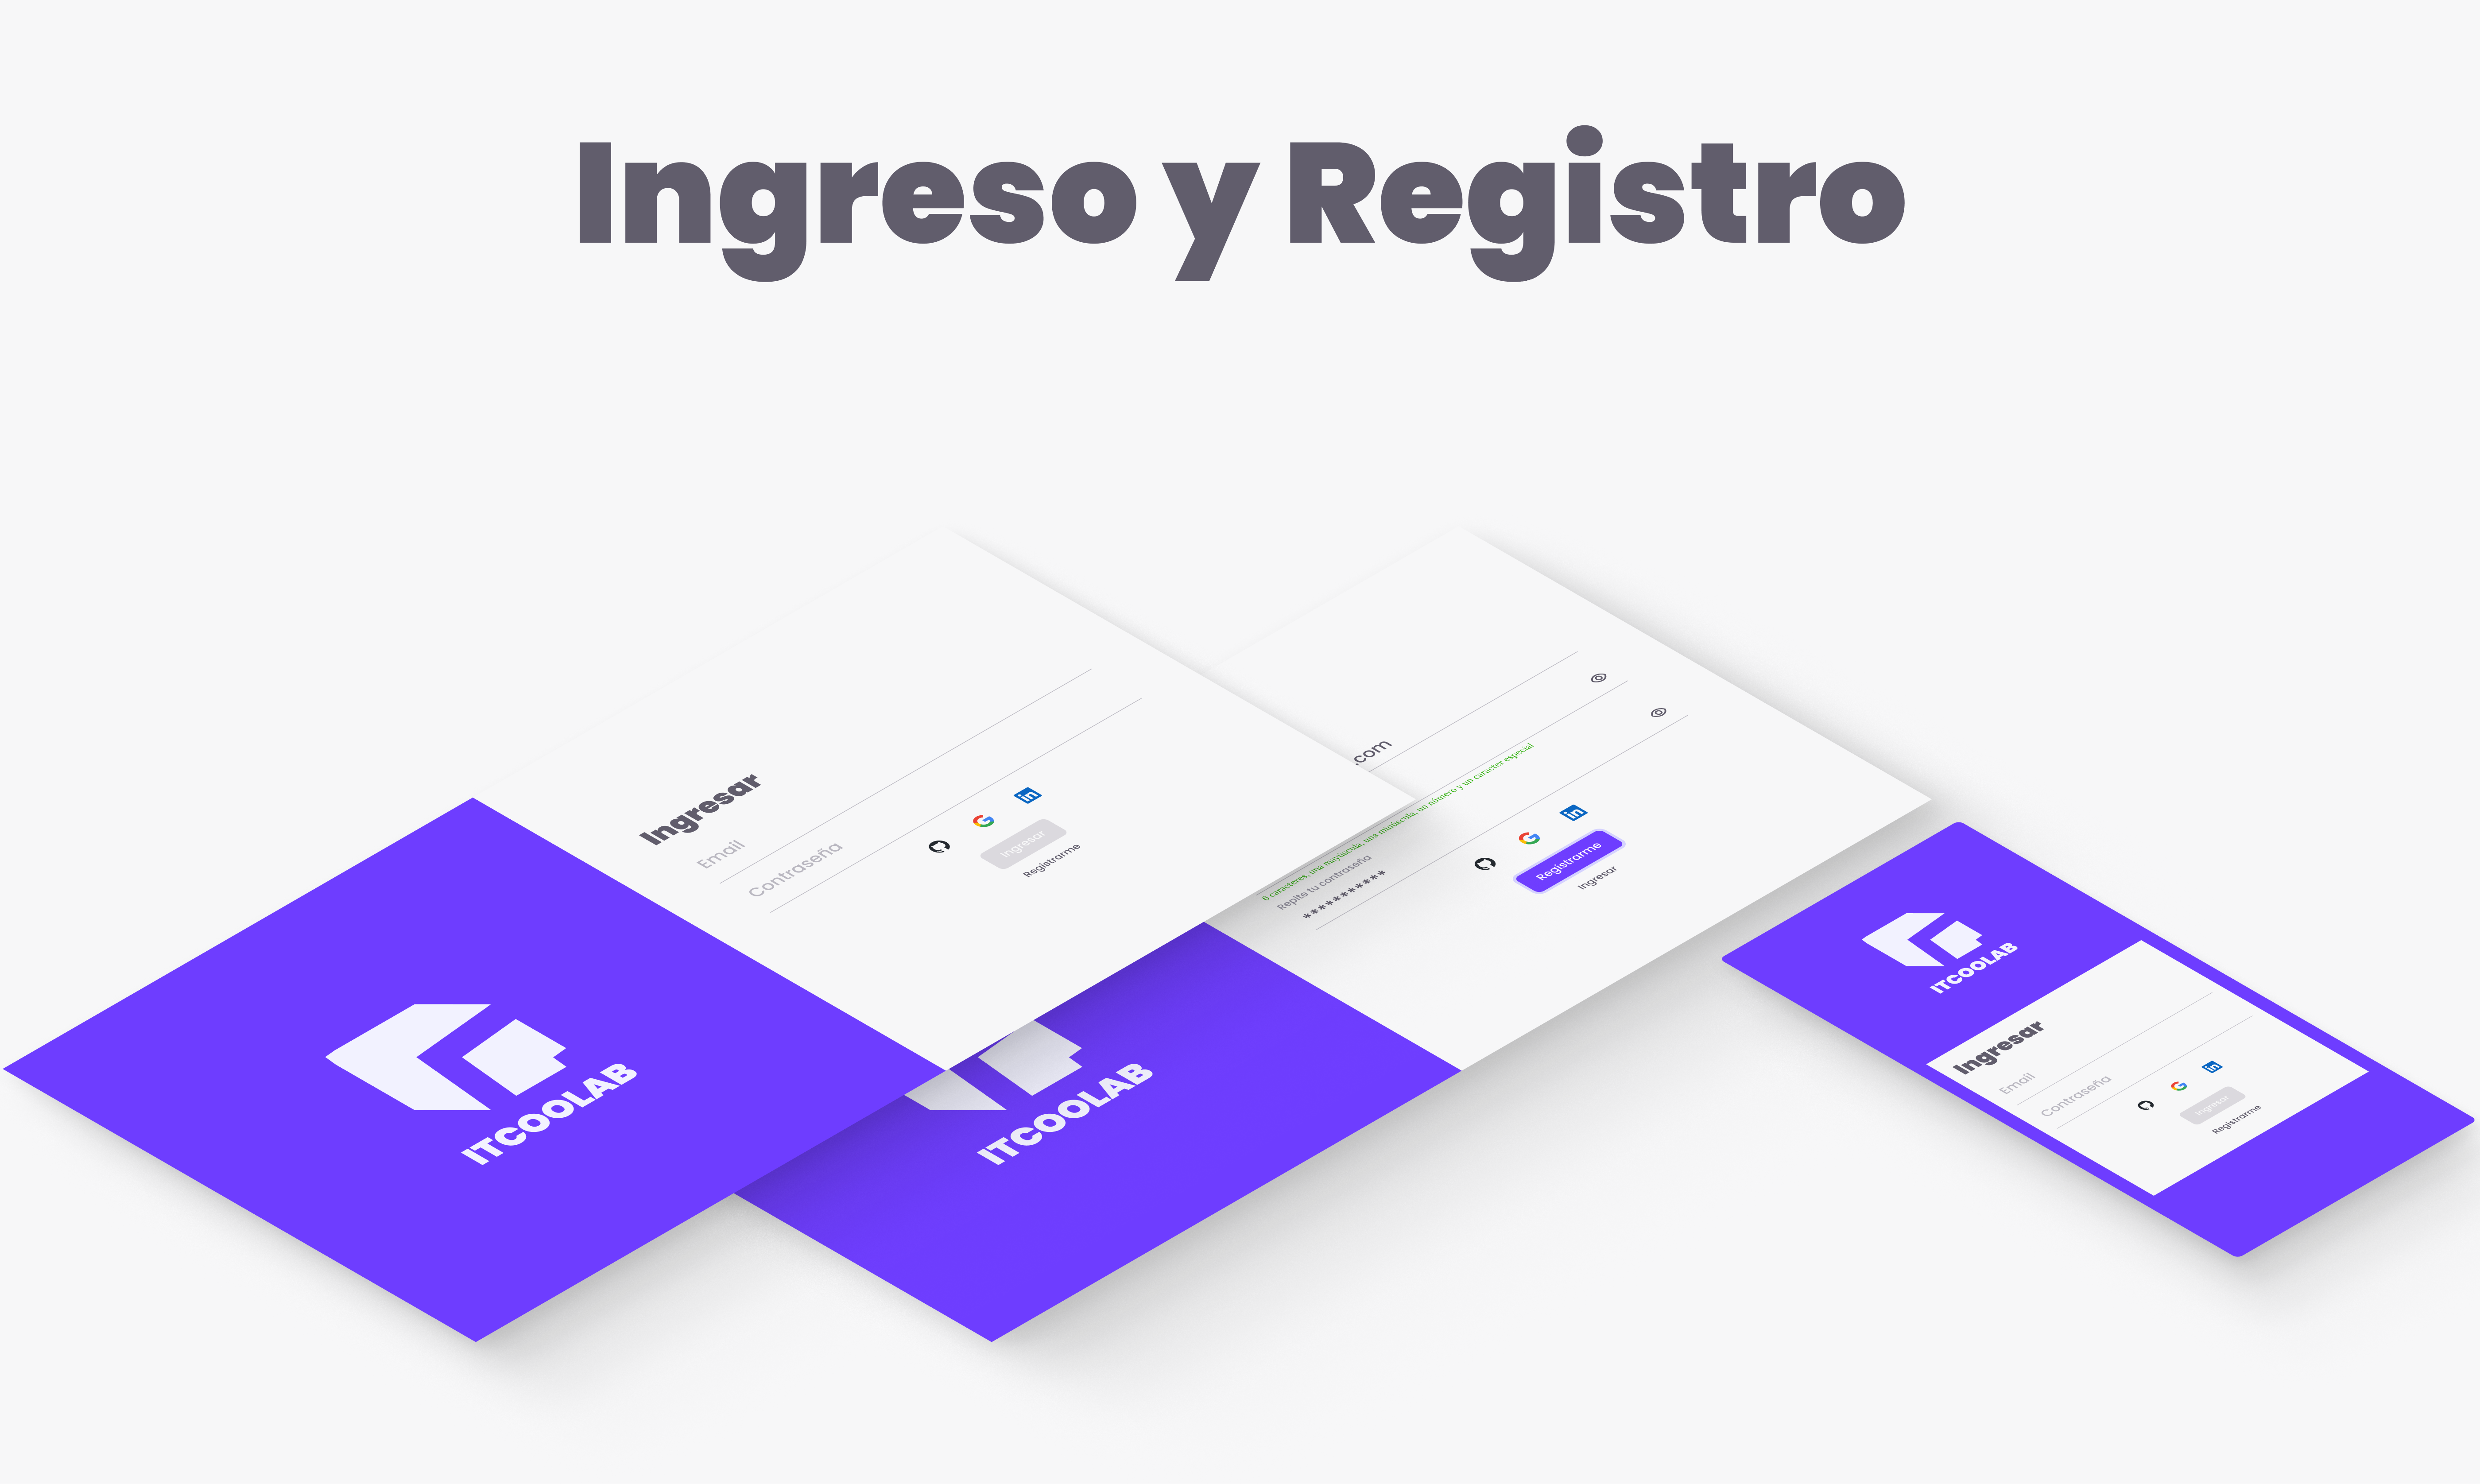 Ingreso y Registro
Ingresar
Email
Contraseña
Ingresar
Registrarme
ITCOOLAB
.com
6 caracteres, una mayúscula, una minúscula, un número y un caracter especial
Repite tu contraseña
***********
Registrarme
Ingresar
ITCOOLAB
ITCOOLAB
Ingresar
Email
Contraseña
Ingresar
Registrarme